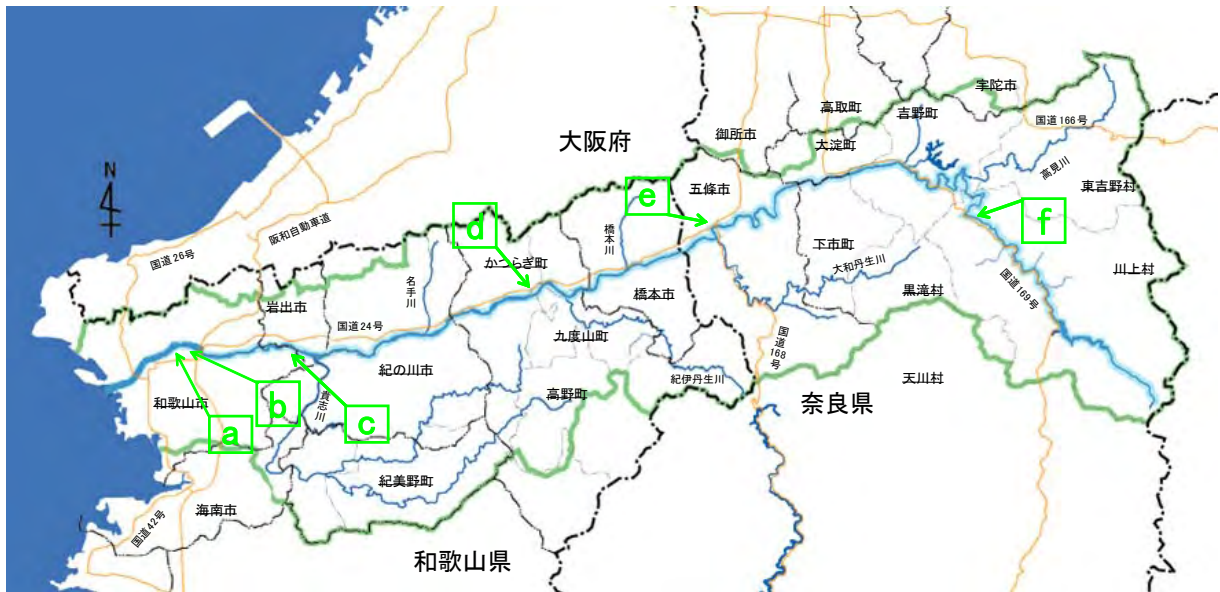 N
国道26号
阪和自動車道
大阪府
宇陀市
高取町
吉野町
国道166号
御所市
大淀町
高見川
e
五條市
東吉野村
f
d
橋本川
かつらぎ町
下市町
大和丹生川
川上村
名手川
岩出市
国道24号
橋本市
黒滝村
国道169号
九度山町
国道168号
紀の川市
紀伊丹生川
天川村
和歌山市
b
貴志川
c
高野町
奈良県
a
紀美野町
海南市
国道42号
和歌山県